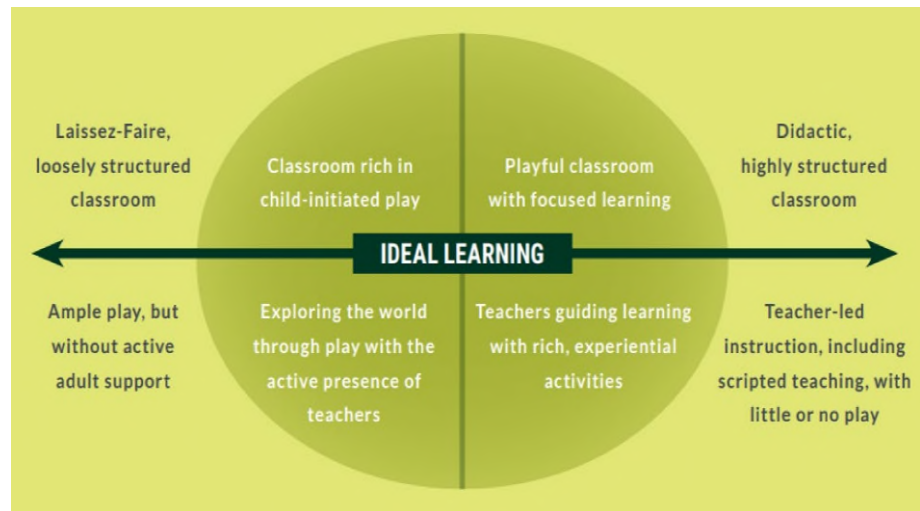 Laissez-Faire,
loosely structured
classroom
Classroom rich in
child-initiated play
Playful classroom
with focused learning
Didactic,
highly structured
classroom
IDEAL LEARNING
Ample play, but
without active
adult support
Exploring the world
through play with the
active presence of
teachers
Teachers guiding learning
with rich, experiential
activities
Teacher-led
instruction, including
scripted teaching, with
little or no play